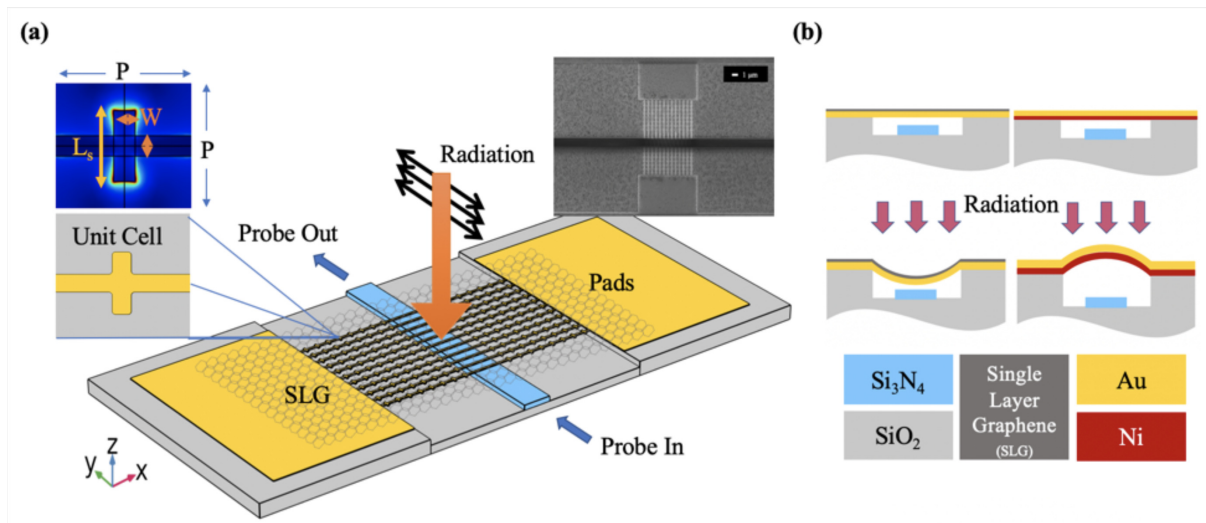 (a)
P
W
Ls
P
Unit Cell
Radiation
1 μm
Probe Out
Pads
SLG
Probe In
z
y
x
(b)
Radiation
Si₃N₄
Single
Layer
Graphene
(SLG)
Au
SiO₂
Ni